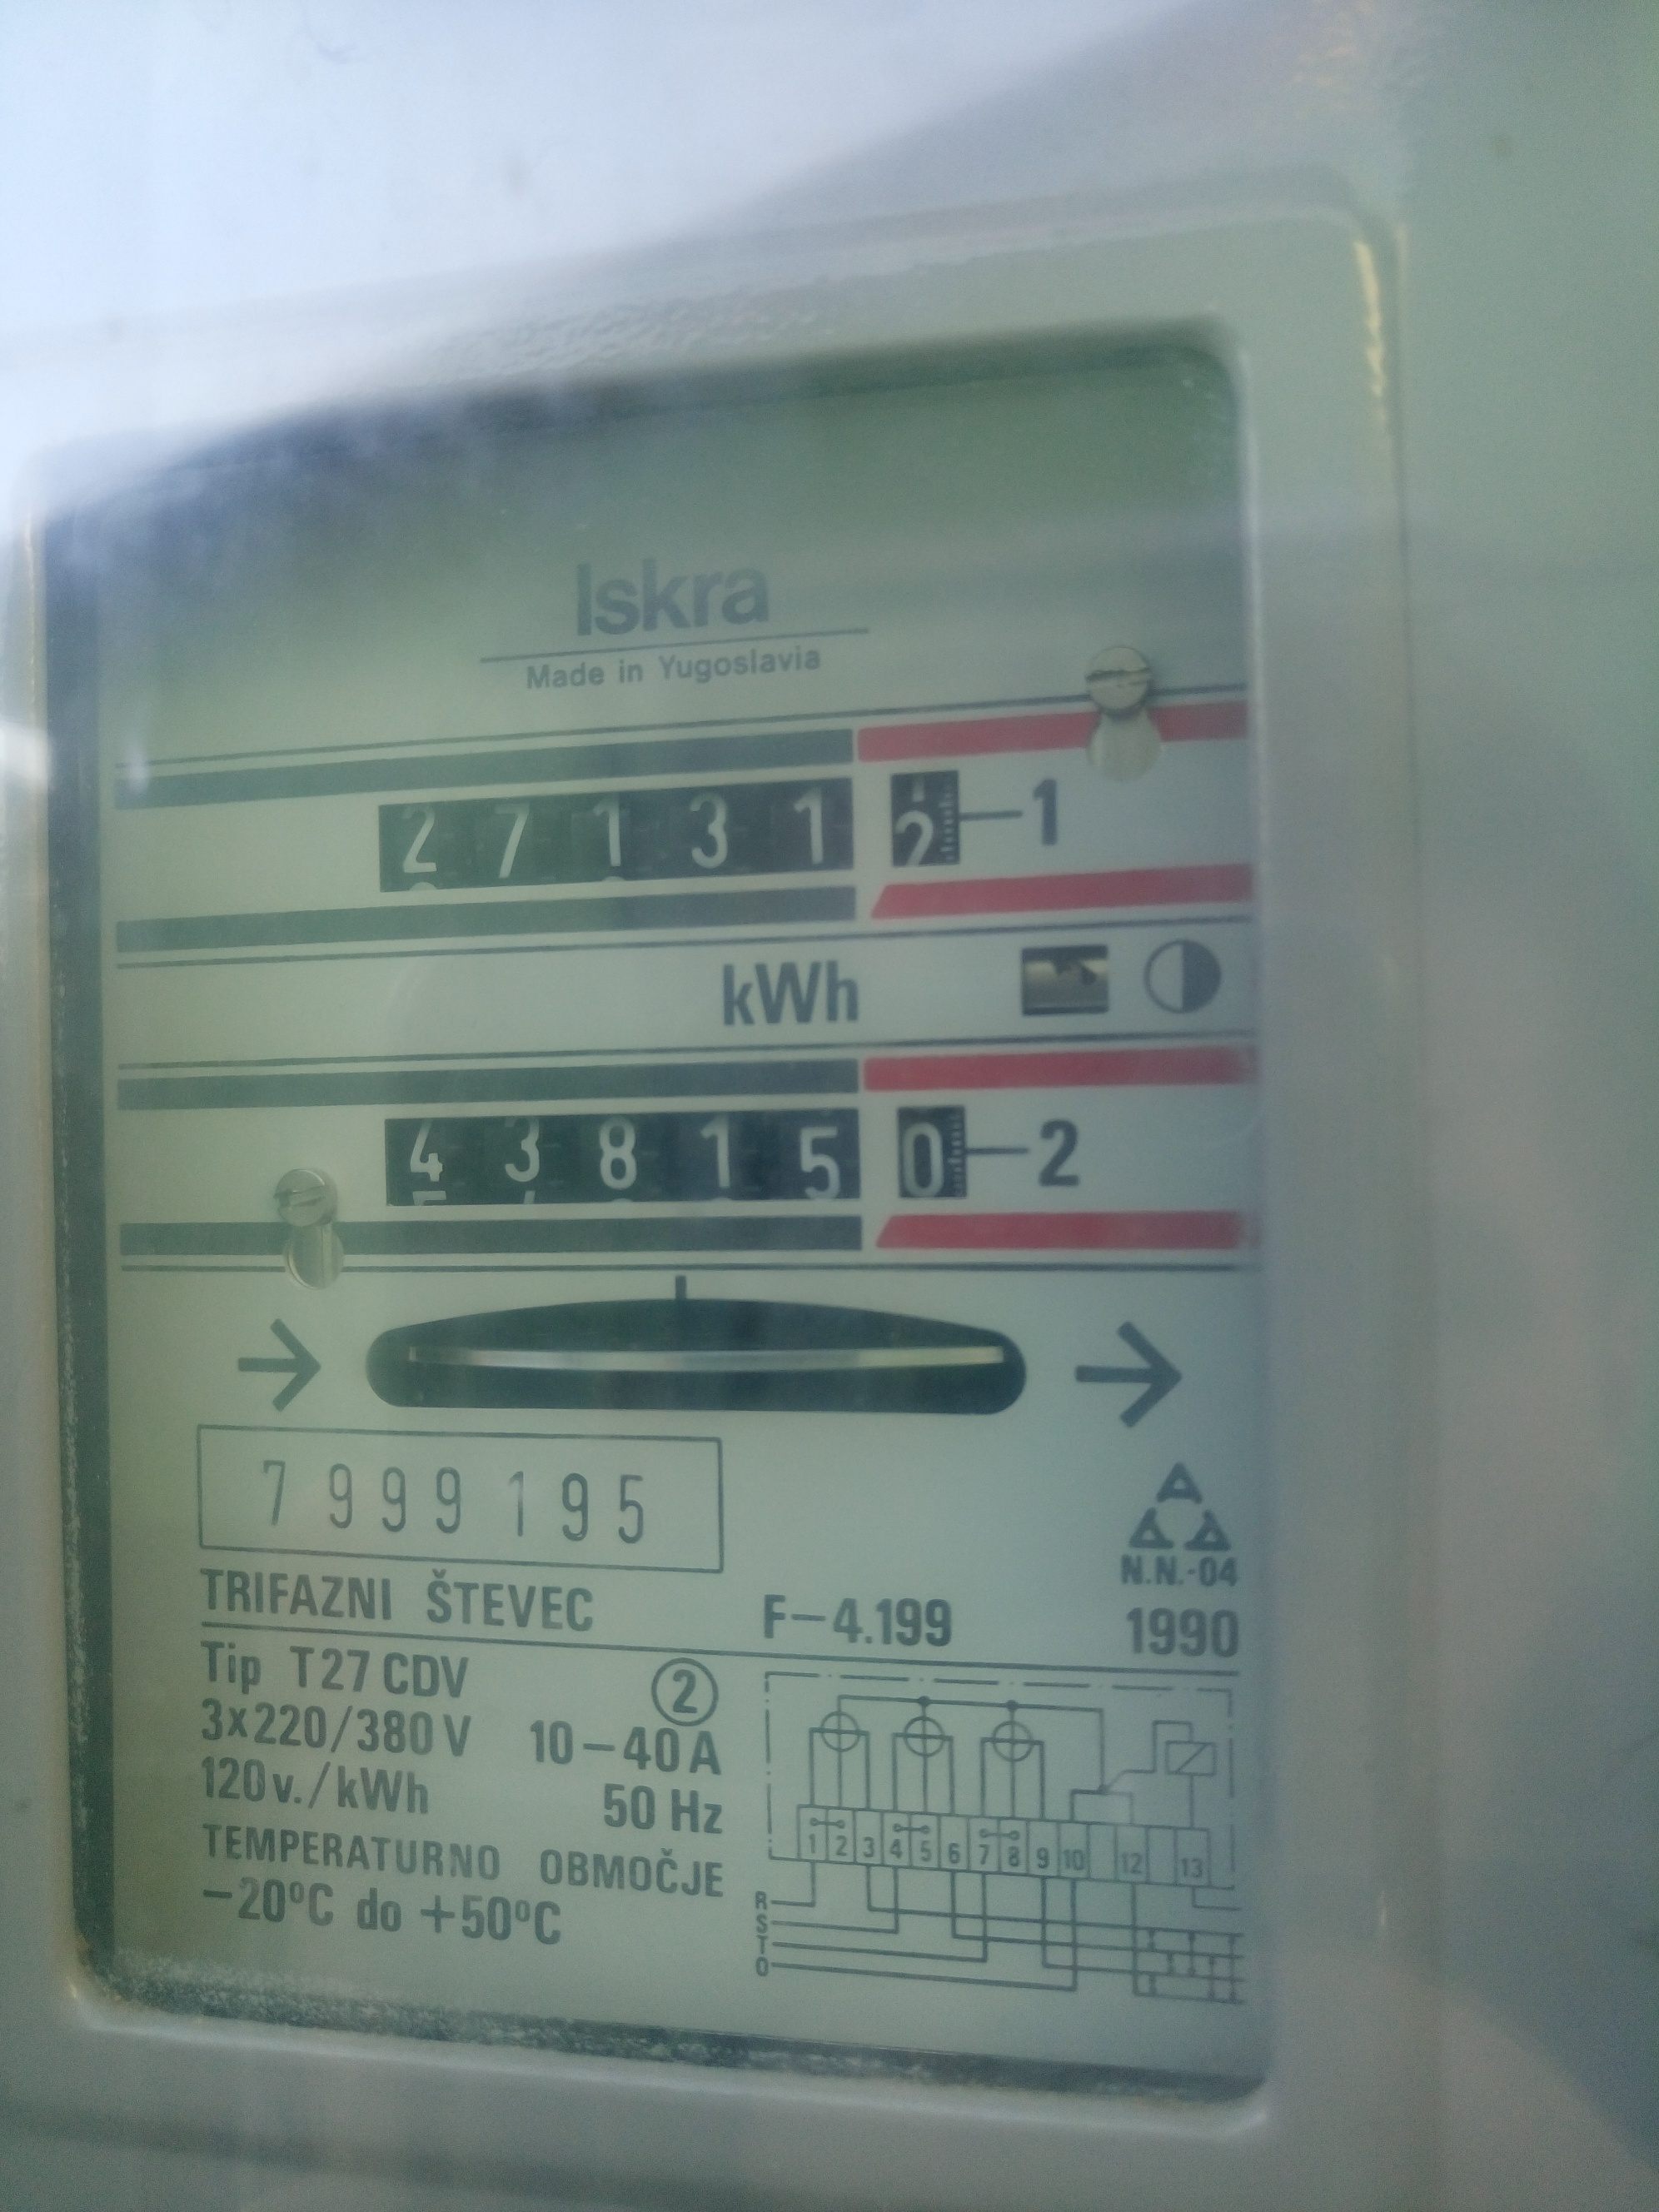 Iskra
Made in Yugoslavia
2 7 1 3 1 2 1
kWh
4 3 8 1 5 0 2
7 9 9 9 1 9 5
N.N.-04
TRIFAZNI ŠTEVEC F-4.199 1990
Tip T27 CDV 2
3x220/380 V 10-40 A
120 v./kWh 50 Hz
TEMPERATURNO OBMOČJE
-20°C do +50°C
1 2 3 4 5 6 7 8 9 10 12 13
R
S
T
O